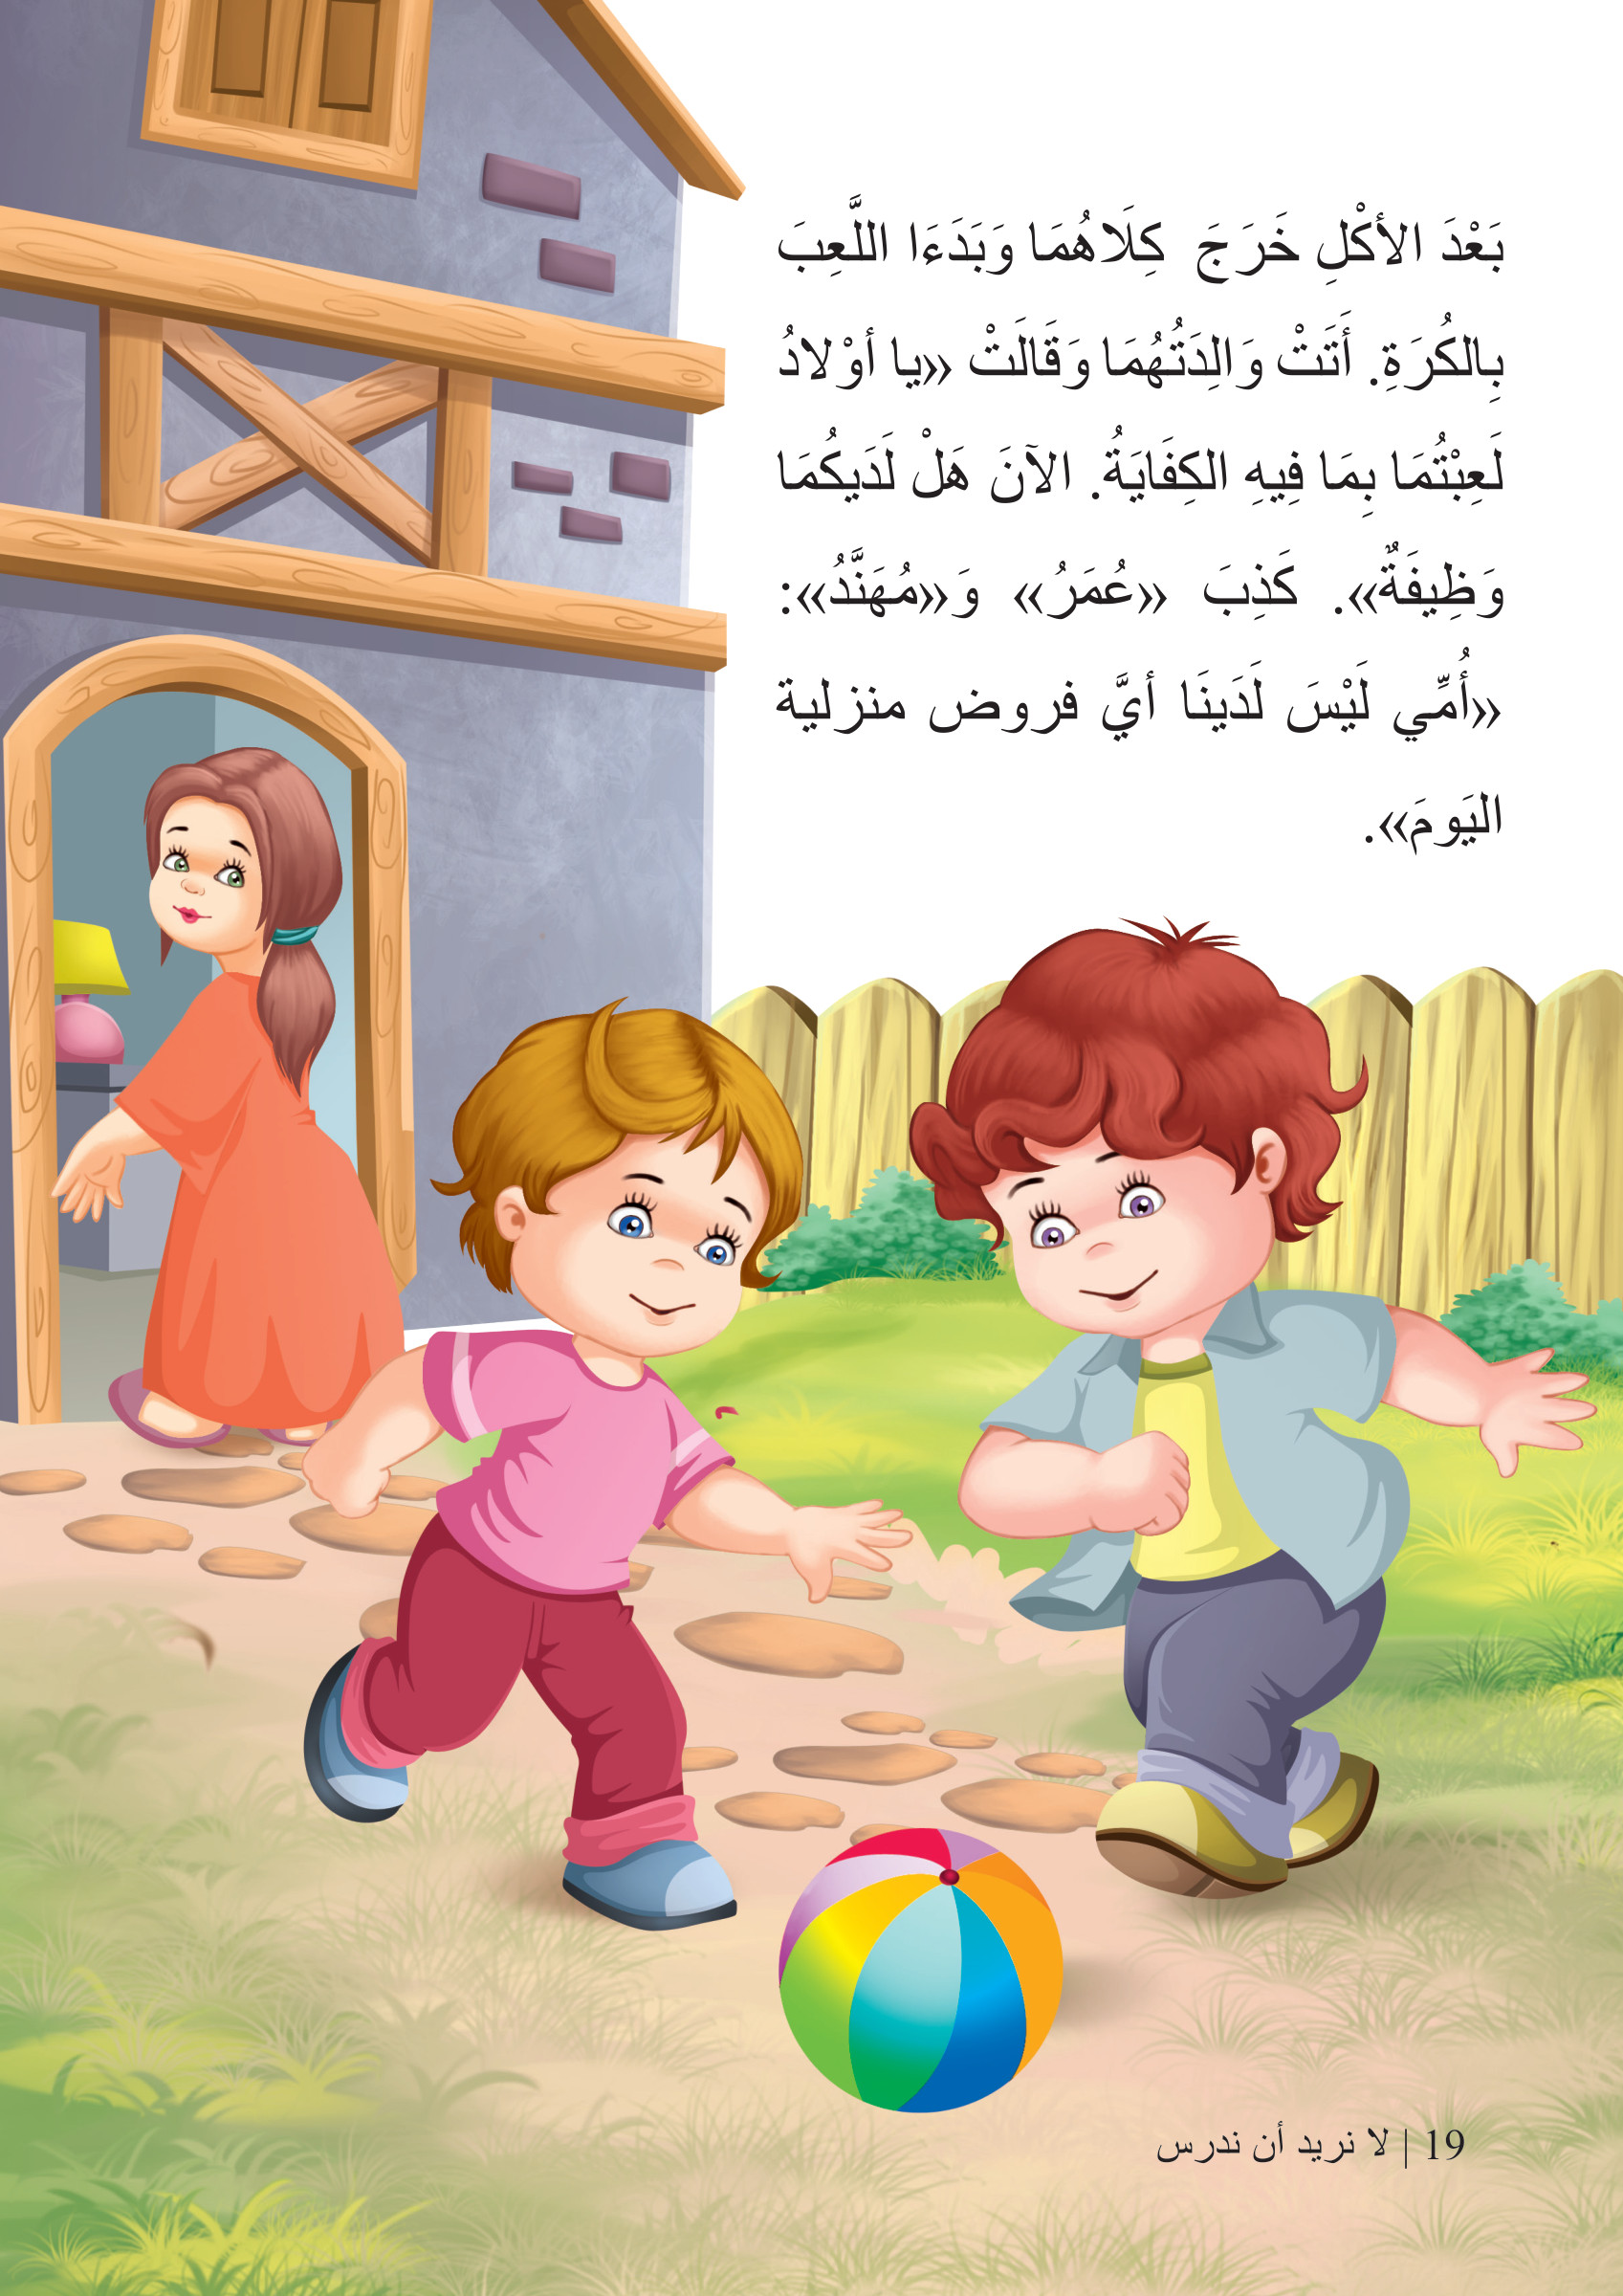 بَعْدَ الأكْلِ خَرَجَ كِلَاهُمَا وَبَدَءَا اللَّعِبَ
بِالكُرَةِ. أَتَتْ وَالِدَتُهُمَا وَقَالَتْ «يا أوْلادُ
لَعِبْتُمَا بِمَا فِيهِ الكِفَايَةُ. الآنَ هَلْ لَدَيكُمَا
وَظِيفَةٌ». كَذِبَ «عُمَرُ» وَ«مُهَنَّدُ»:
«أُمِّي لَيْسَ لَدَينَا أيَّ فروض منزلية
اليَومَ».
19 | لا نريد أن ندرس